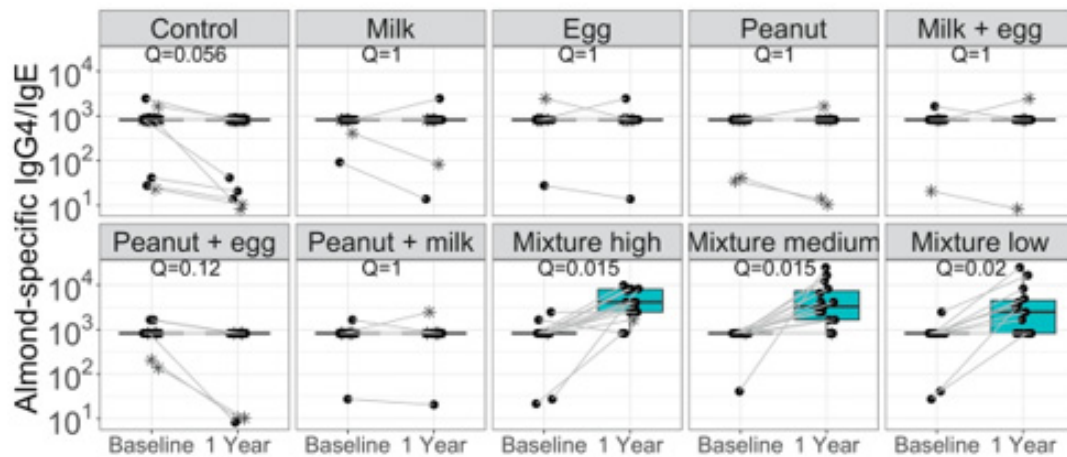 Almond-specific IgG4/IgE
Control
Milk
Egg
Peanut
Milk + egg
Q=0.056
Q=1
Q=1
Q=1
Q=1
10⁴
10³
10²
10¹
Peanut + egg
Peanut + milk
Mixture high
Mixture medium
Mixture low
Q=0.12
Q=1
Q=0.015
Q=0.015
Q=0.02
10⁴
10³
10²
10¹
Baseline 1 Year
Baseline 1 Year
Baseline 1 Year
Baseline 1 Year
Baseline 1 Year